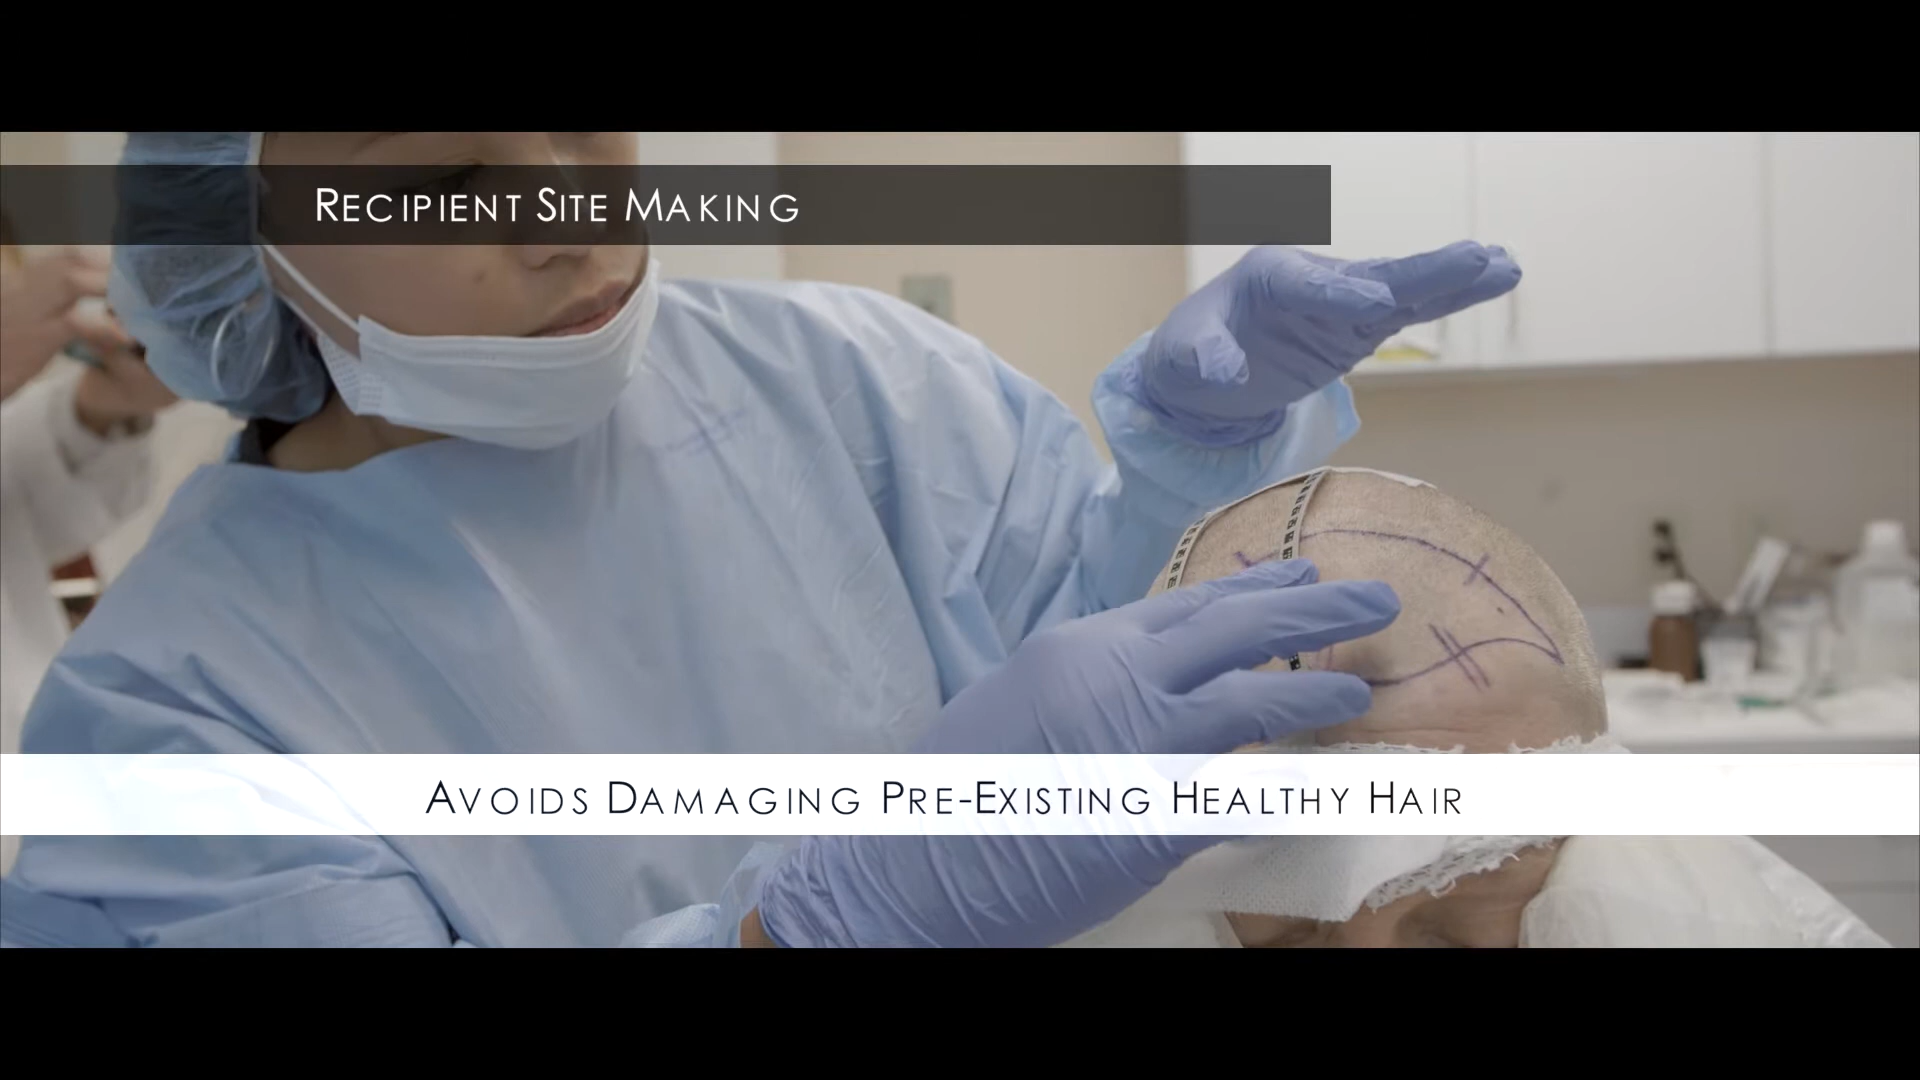 Recipient Site Making
Avoids Damaging Pre-Existing Healthy Hair